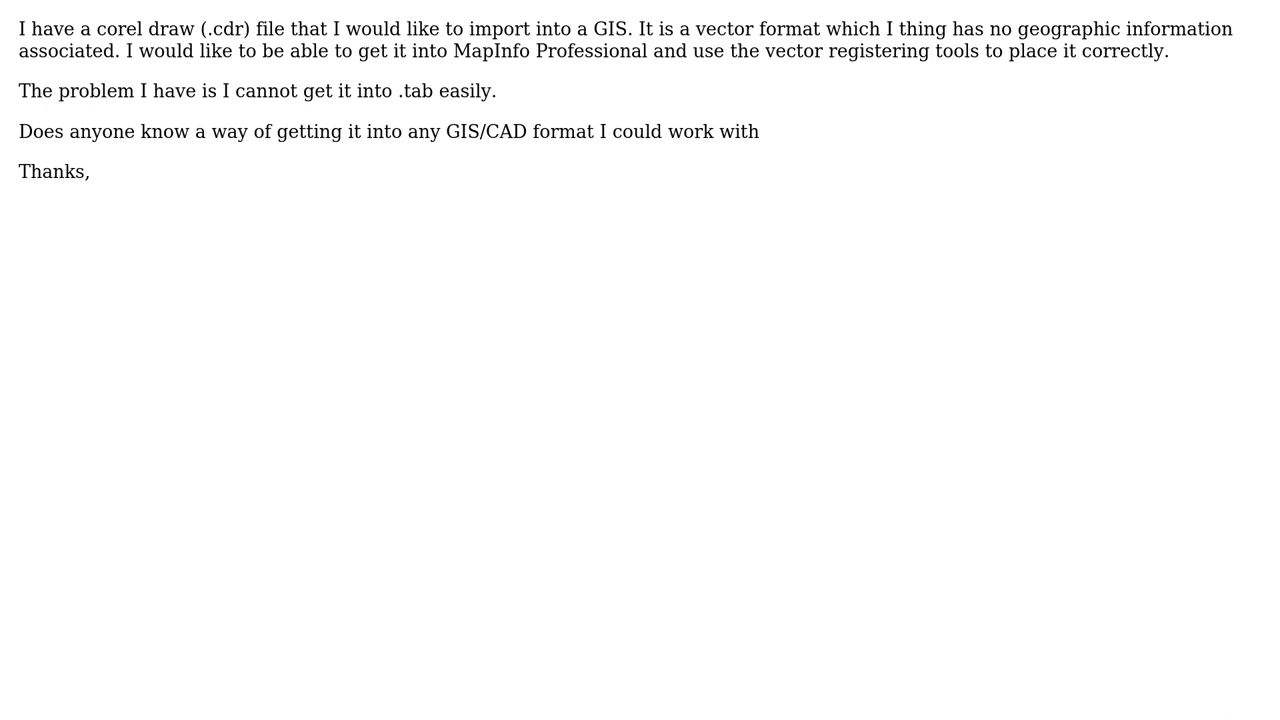 I have a corel draw (.cdr) file that I would like to import into a GIS. It is a vector format which I thing has no geographic information
associated. I would like to be able to get it into MapInfo Professional and use the vector registering tools to place it correctly.
The problem I have is I cannot get it into .tab easily.
Does anyone know a way of getting it into any GIS/CAD format I could work with
Thanks,